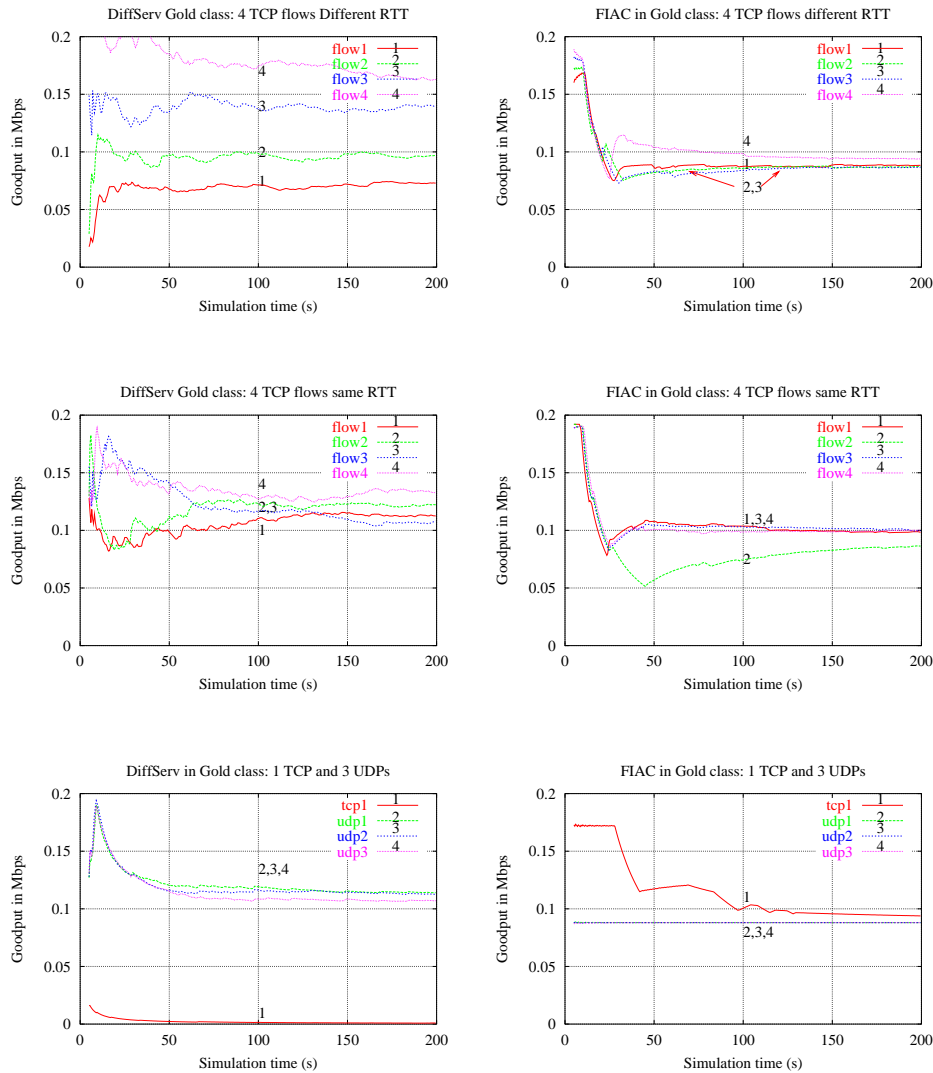 DiffServ Gold class: 4 TCP flows Different RTT
Goodput in Mbps
0.2
0.15
0.1
0.05
0
0 50 100 150 200
Simulation time (s)
flow1 1
flow2 2
flow3 3
flow4 4
4
3
2
1
FIAC in Gold class: 4 TCP flows different RTT
Goodput in Mbps
0.2
0.15
0.1
0.05
0
0 50 100 150 200
Simulation time (s)
flow1 1
flow2 2
flow3 3
flow4 4
4
1
2,3
DiffServ Gold class: 4 TCP flows same RTT
Goodput in Mbps
0.2
0.15
0.1
0.05
0
0 50 100 150 200
Simulation time (s)
flow1 1
flow2 2
flow3 3
flow4 4
4
2,3
1
FIAC in Gold class: 4 TCP flows same RTT
Goodput in Mbps
0.2
0.15
0.1
0.05
0
0 50 100 150 200
Simulation time (s)
flow1 1
flow2 2
flow3 3
flow4 4
1,3,4
2
DiffServ in Gold class: 1 TCP and 3 UDPs
Goodput in Mbps
0.2
0.15
0.1
0.05
0
0 50 100 150 200
Simulation time (s)
tcp1 1
udp1 2
udp2 3
udp3 4
2,3,4
1
FIAC in Gold class: 1 TCP and 3 UDPs
Goodput in Mbps
0.2
0.15
0.1
0.05
0
0 50 100 150 200
Simulation time (s)
tcp1 1
udp1 2
udp2 3
udp3 4
1
2,3,4